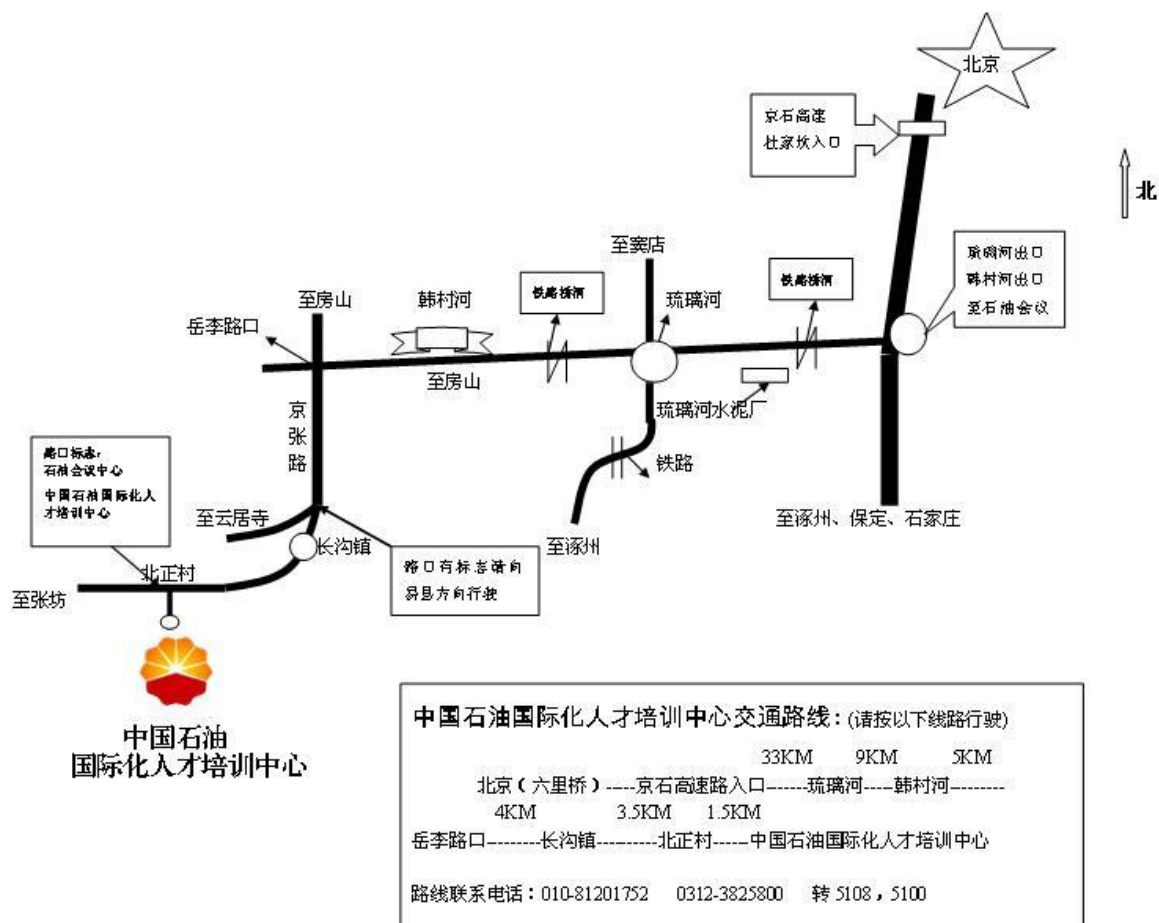 北京
京石高速
杜家坎入口
北
琉璃河出口
韩村河出口
至石油会议
至窦店
铁路桥洞
铁路桥洞
琉璃河
至房山
韩村河
岳李路口
至房山
琉璃河水泥厂
京张路
铁路
路口标志:
石油会议中心
中国石油国际化人
才培训中心
至云居寺
长沟镇
至涿州
至涿州、保定、石家庄
路口有标志请向
易县方向行驶
北正村
至张坊
中国石油
国际化人才培训中心
中国石油国际化人才培训中心交通路线:(请按以下线路行驶)
33KM 9KM 5KM
北京(六里桥)----京石高速路入口------琉璃河----韩村河--------
4KM 3.5KM 1.5KM
岳李路口--------长沟镇---------北正村-----中国石油国际化人才培训中心
路线联系电话:010-81201752 0312-3825800 转 5108,5100